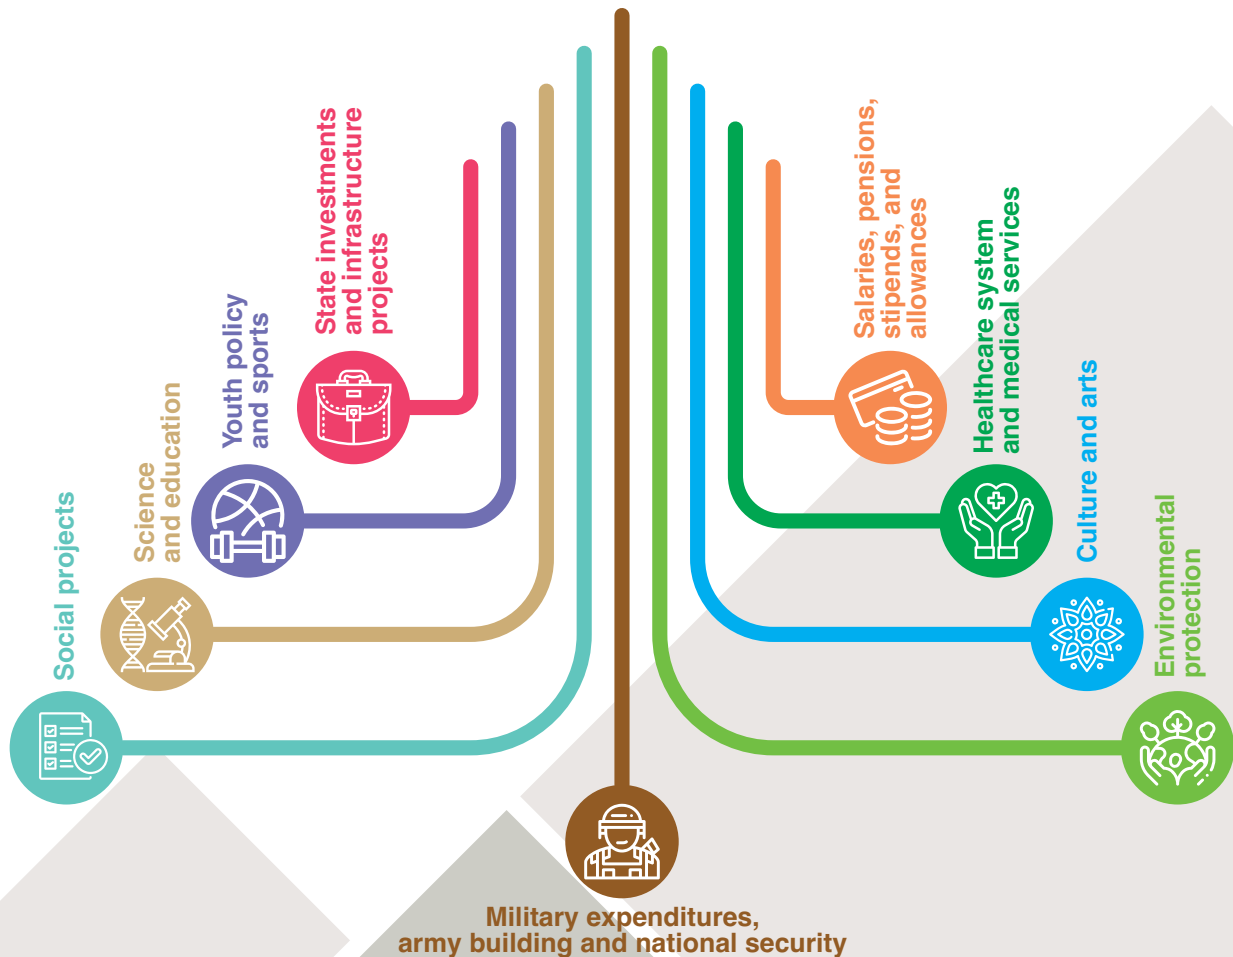 Social projects
Science
and education
Youth policy
and sports
State investments
and infrastructure
projects
Salaries, pensions,
stipends, and
allowances
Healthcare system
and medical services
Culture and arts
Environmental
protection
Military expenditures,
army building and national security